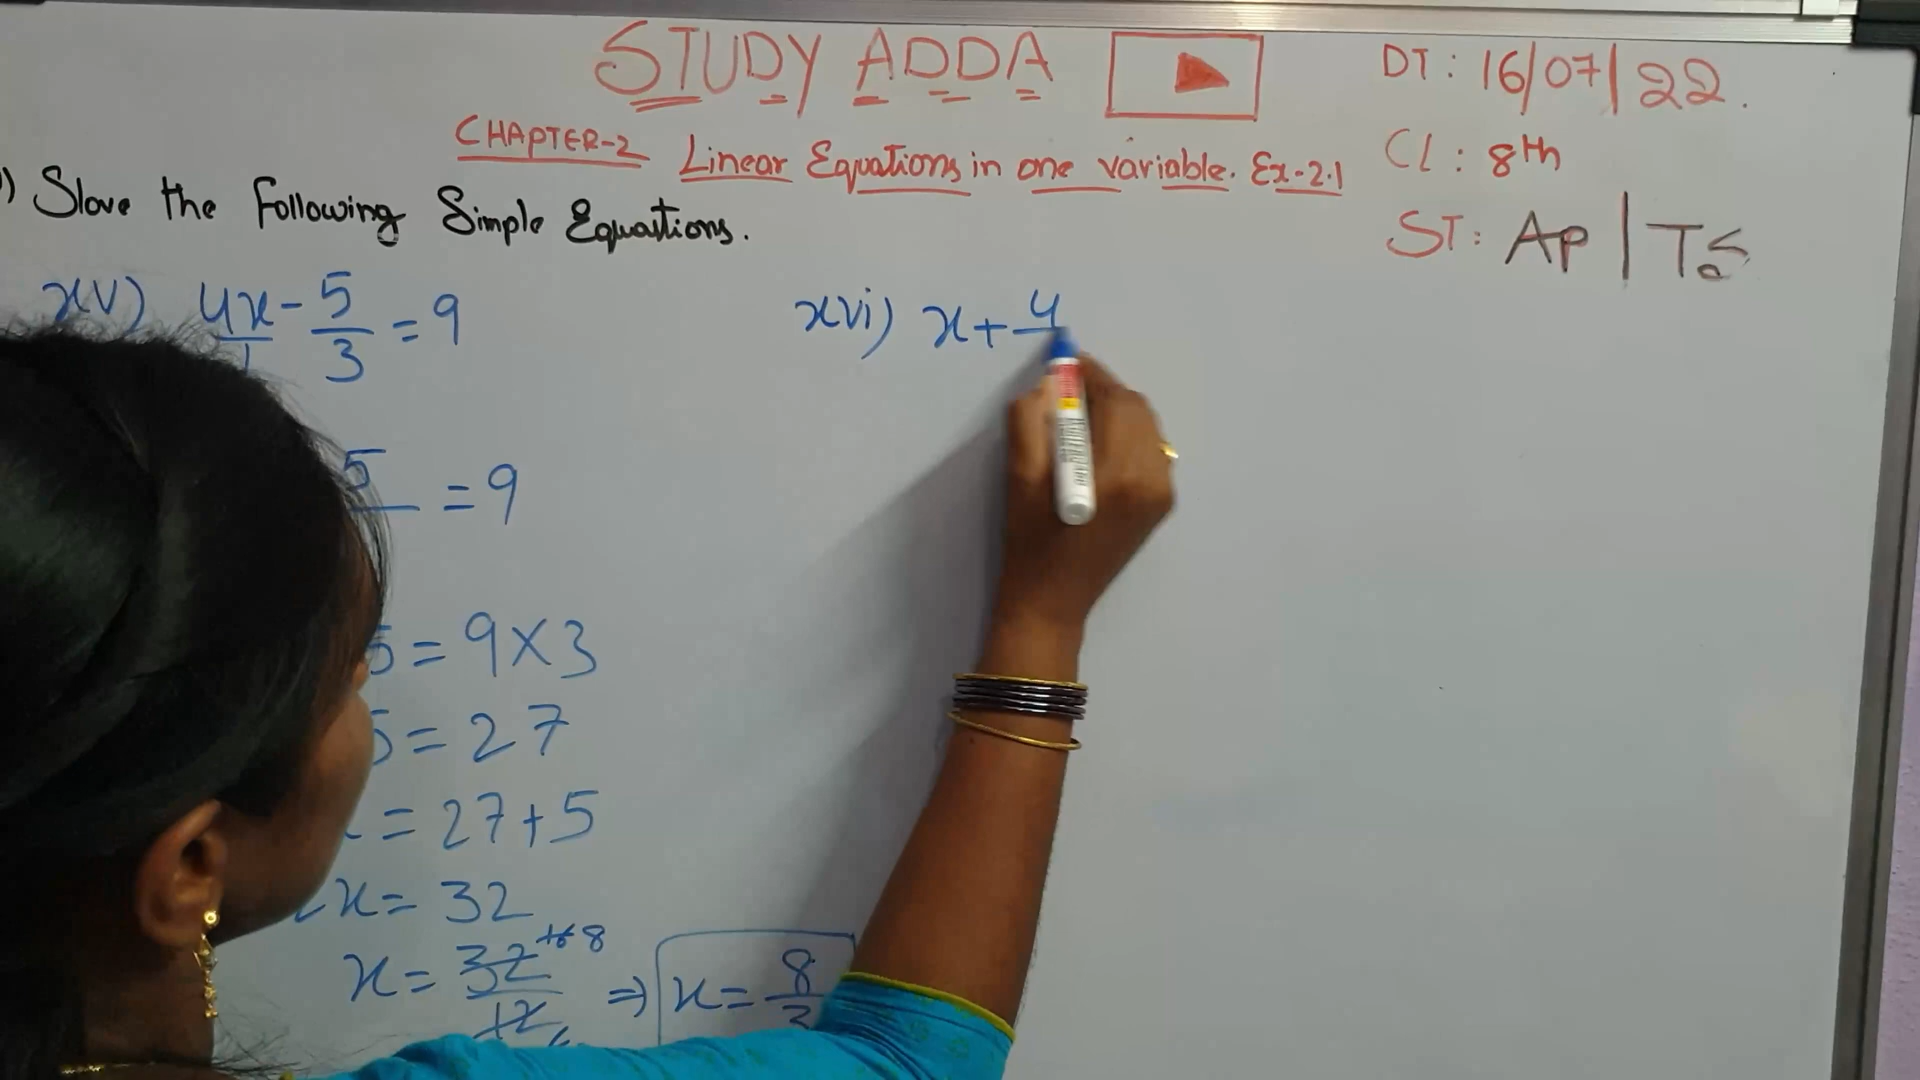 STUDY ADDA
DT: 16/07/22.
CHAPTER-2 Linear Equations in one variable. Ex-2.1
CL: 8th
) Slove the Following Simple Equations.
ST: AP | TS
xv) 4x - 5/3 = 9
xvi) x + 4
5 = 9
5 = 9 × 3
5 = 27
= 27 + 5
x = 32
x = 32/12 16 8 ⇒ x = 8/3